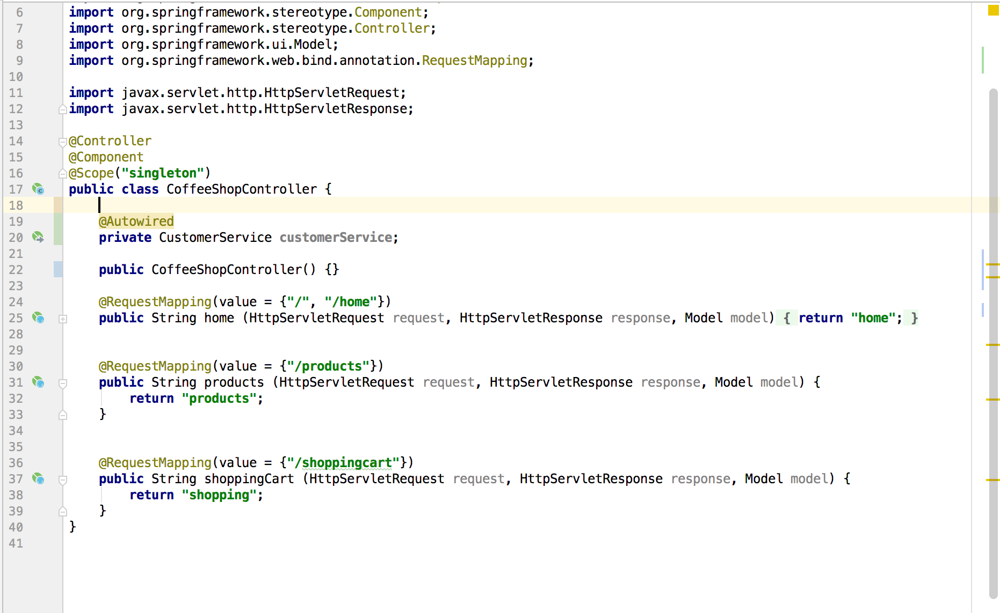 6 import org.springframework.stereotype.Component;
7 import org.springframework.stereotype.Controller;
8 import org.springframework.ui.Model;
9 import org.springframework.web.bind.annotation.RequestMapping;
10
11 import javax.servlet.http.HttpServletRequest;
12 import javax.servlet.http.HttpServletResponse;
13
14 @Controller
15 @Component
16 @Scope("singleton")
17 public class CoffeeShopController {
18
19 @Autowired
20 private CustomerService customerService;
21
22 public CoffeeShopController() {}
23
24 @RequestMapping(value = {"/", "/home"})
25 public String home (HttpServletRequest request, HttpServletResponse response, Model model) { return "home"; }
28
29
30 @RequestMapping(value = {"/products"})
31 public String products (HttpServletRequest request, HttpServletResponse response, Model model) {
32 return "products";
33 }
34
35
36 @RequestMapping(value = {"/shoppingcart"})
37 public String shoppingCart (HttpServletRequest request, HttpServletResponse response, Model model) {
38 return "shopping";
39 }
40 }
41